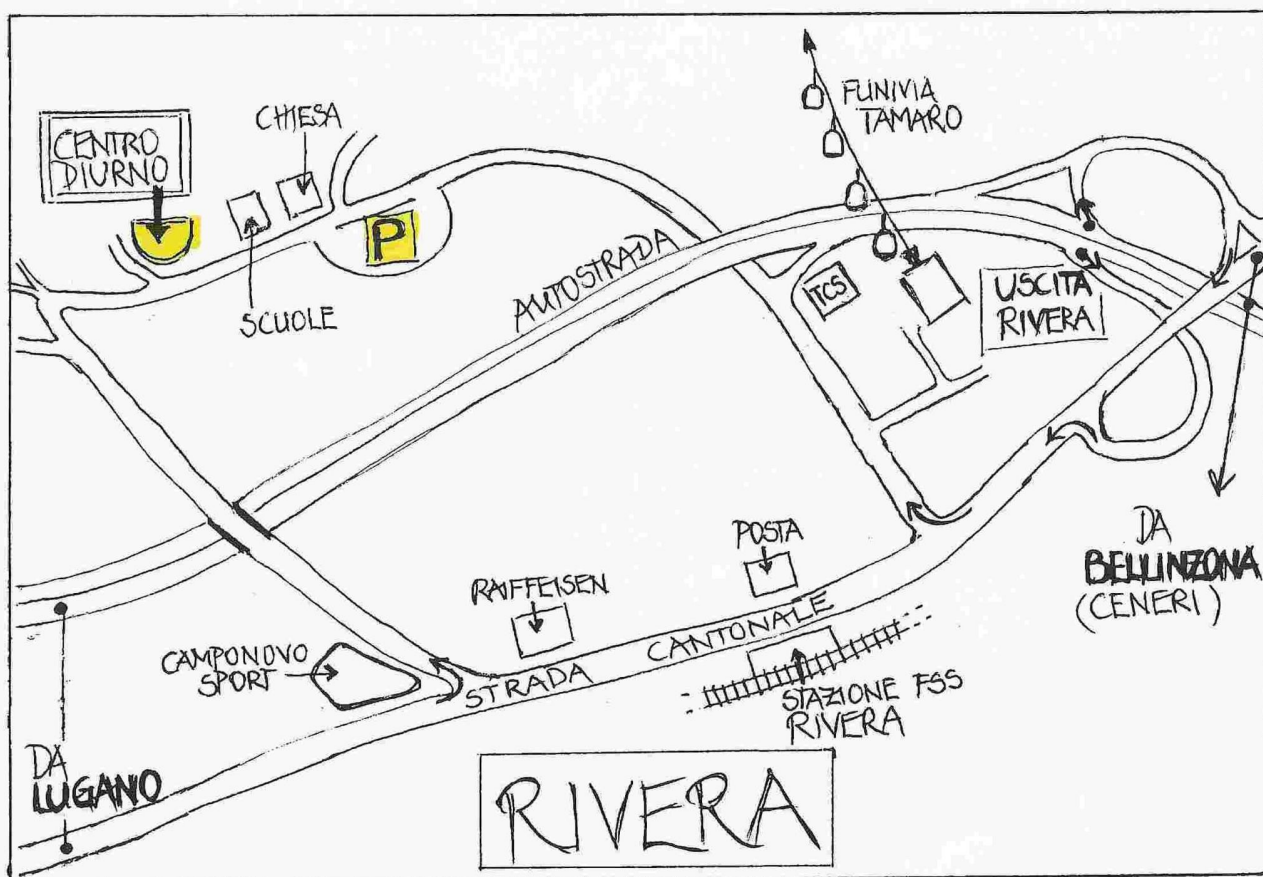 CENTRO
DIURNO
CHIESA
SCUOLE
P
FUNIVIA
TAMARO
AUTOSTRADA
TCS
USCITA
RIVERA
DA
BELLINZONA
(CENERI)
POSTA
RAIFFEISEN
STRADA CANTONALE
CAMPONOVO
SPORT
STAZIONE FSS
RIVERA
DA
LUGANO
RIVERA